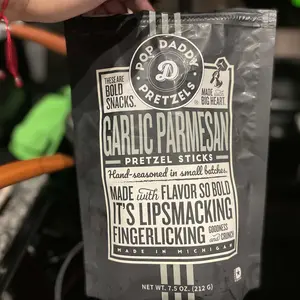 POP DADDY
PRETZELS
THESE ARE
BOLD
SNACKS.
MADE
BIG HEART.
GARLIC PARMESAN
PRETZEL STICKS
Hand-seasoned in small batches.
MADE with FLAVOR SO BOLD
IT'S LIPSMACKING
FINGERLICKING GOODNESS and CRUNCH
MADE IN MICHIGAN
NET WT. 7.5 OZ. (212 G)